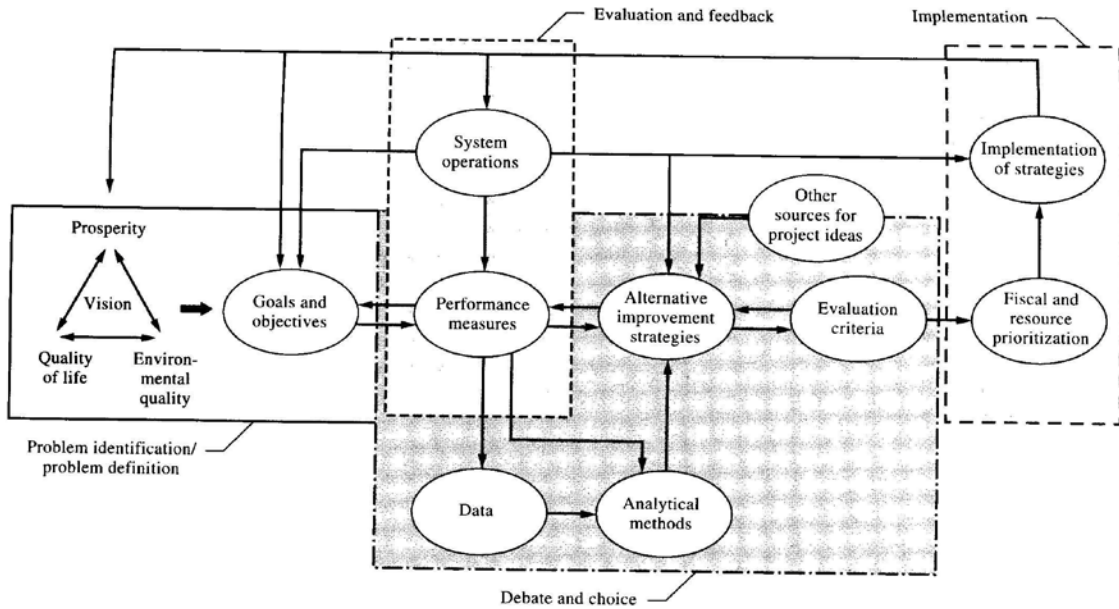 Evaluation and feedback
Implementation
System
operations
Implementation
of strategies
Other
sources for
project ideas
Prosperity
Vision
Quality
of life
Environ-
mental
quality
Goals and
objectives
Performance
measures
Alternative
improvement
strategies
Evaluation
criteria
Fiscal and
resource
prioritization
Problem identification/
problem definition
Data
Analytical
methods
Debate and choice